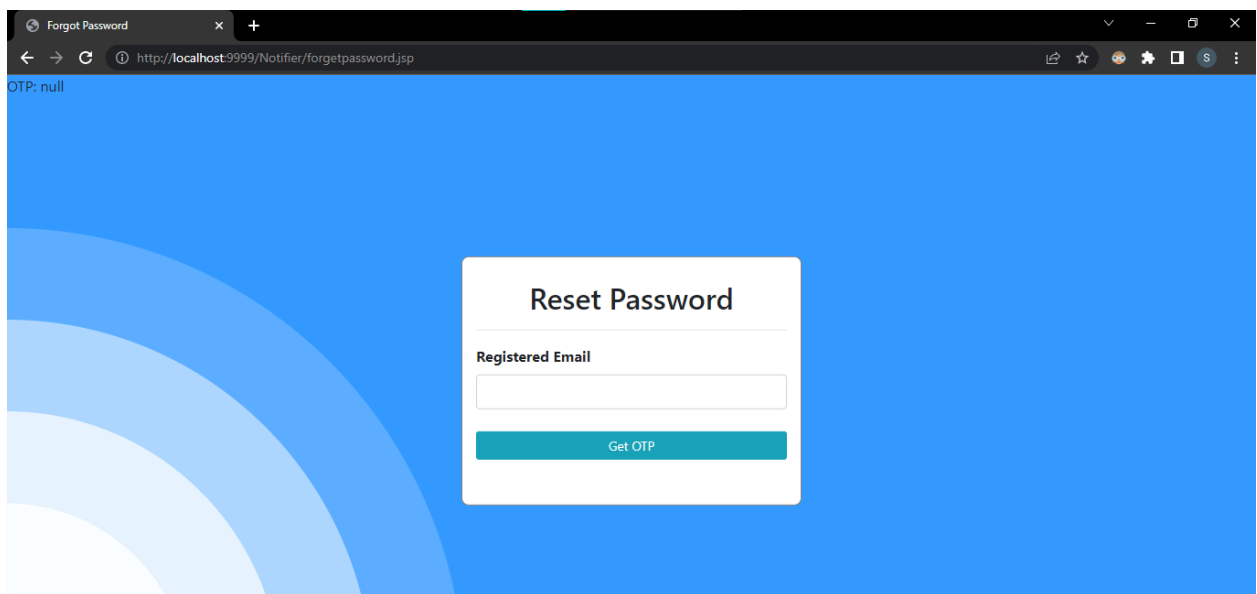 Forgot Password
http://localhost:9999/Notifier/forgetpassword.jsp
S
OTP: null
Reset Password
Registered Email
Get OTP